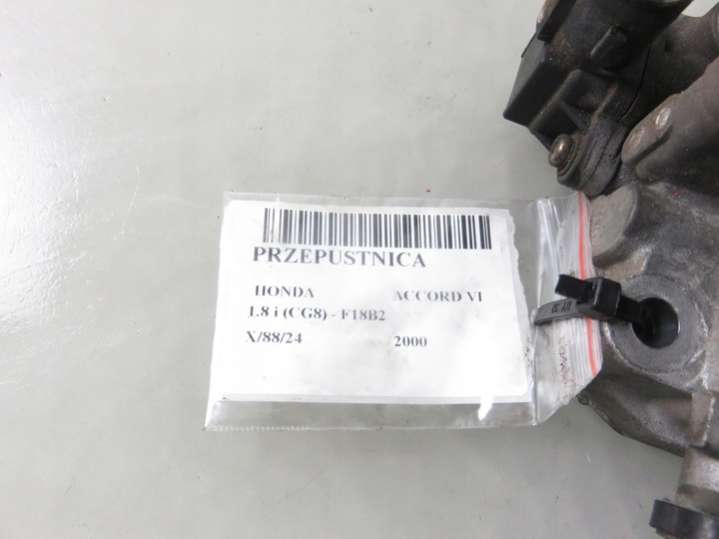 PRZEPUSTNICA
HONDA ACCORD VI
1.8 i (CG8) - F18B2
X/88/24 2000